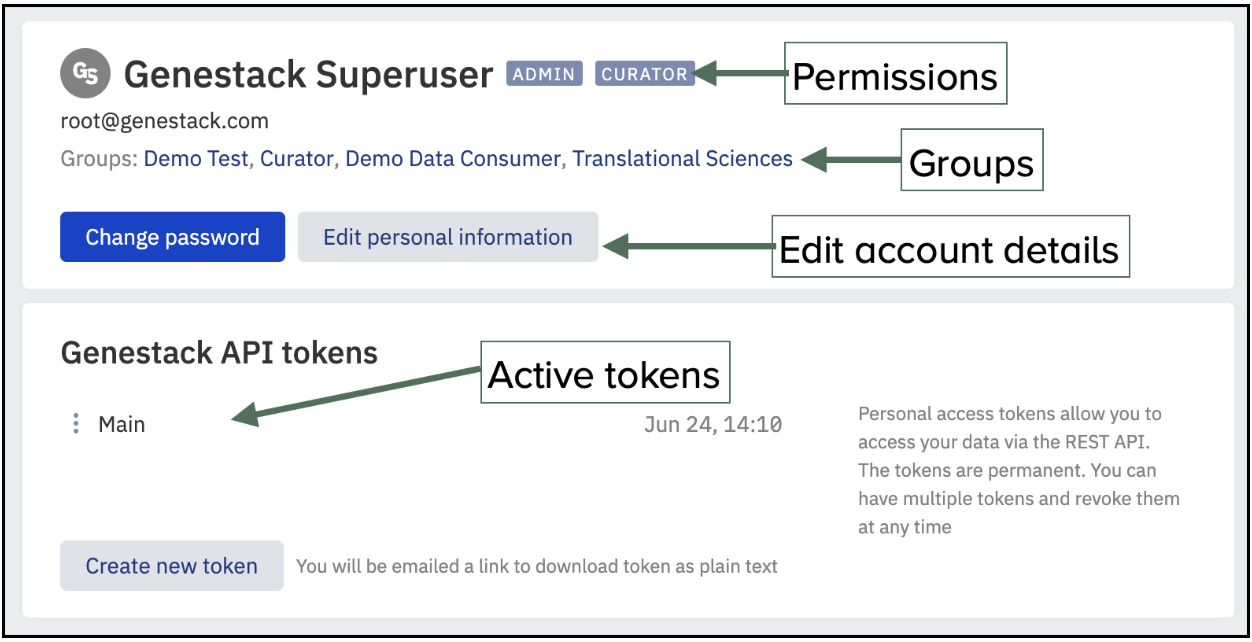 GS Genestack Superuser ADMIN CURATOR Permissions
root@genestack.com
Groups: Demo Test, Curator, Demo Data Consumer, Translational Sciences Groups
Change password Edit personal information Edit account details
Genestack API tokens Active tokens
Main Jun 24, 14:10
Personal access tokens allow you to
access your data via the REST API.
The tokens are permanent. You can
have multiple tokens and revoke them
at any time
Create new token You will be emailed a link to download token as plain text